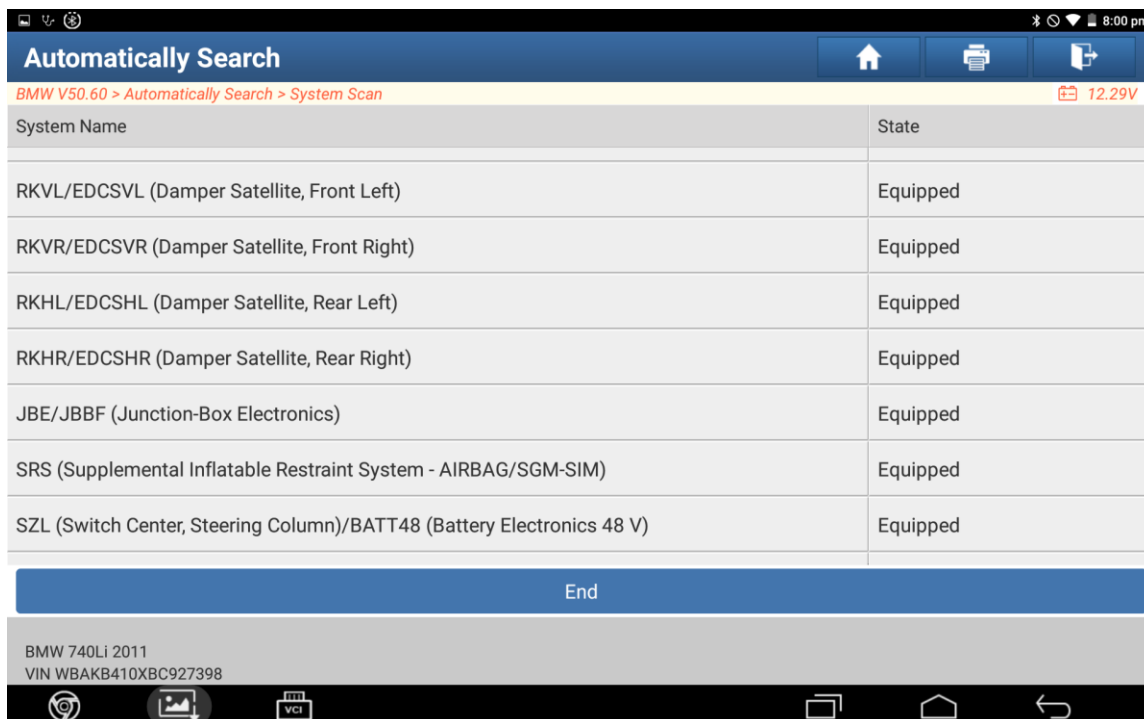 8:00 pm
Automatically Search
BMW V50.60 > Automatically Search > System Scan
12.29V
System Name
State
RKVL/EDCSVL (Damper Satellite, Front Left)
Equipped
RKVR/EDCSVR (Damper Satellite, Front Right)
Equipped
RKHL/EDCSHL (Damper Satellite, Rear Left)
Equipped
RKHR/EDCSHR (Damper Satellite, Rear Right)
Equipped
JBE/JBBF (Junction-Box Electronics)
Equipped
SRS (Supplemental Inflatable Restraint System - AIRBAG/SGM-SIM)
Equipped
SZL (Switch Center, Steering Column)/BATT48 (Battery Electronics 48 V)
Equipped
End
BMW 740Li 2011
VIN WBAKB410XBC927398
VCI